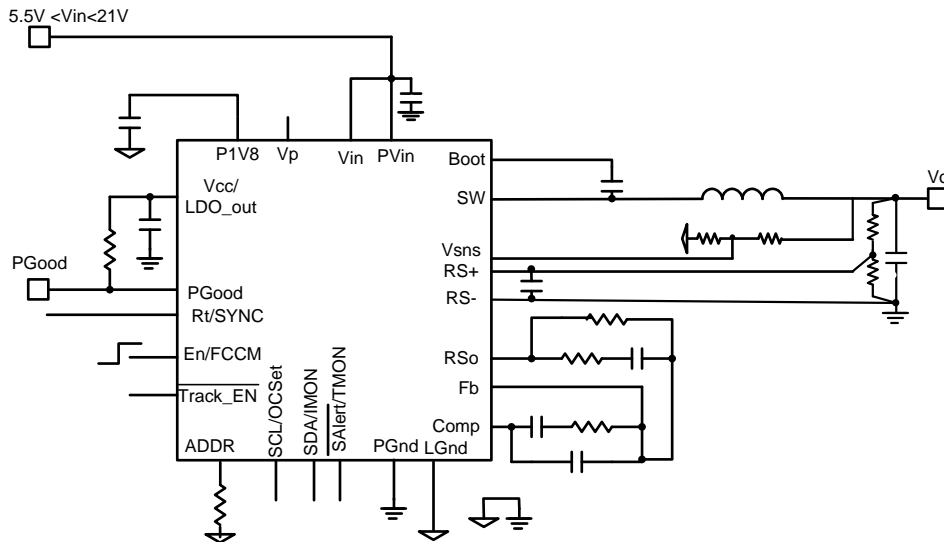 5.5V <Vin<21V
P1V8
Vp
Vin
PVin
Boot
Vcc/
LDO_out
SW
Vo
Vsns
PGood
RS+
PGood
RS-
Rt/SYNC
En/FCCM
RSo
Track_EN
Fb
Comp
ADDR
SCL/OCSet
SDA/IMON
SAlert/TMON
PGnd
LGnd